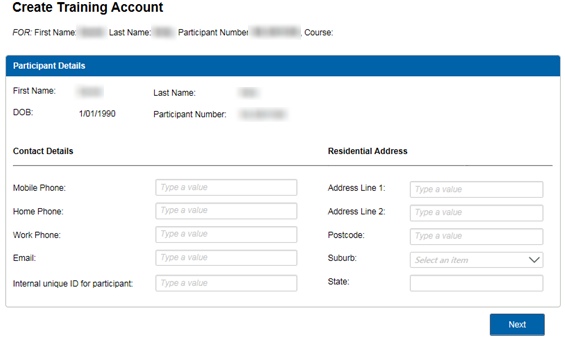 Create Training Account
FOR: First Name: Last Name: Participant Number Course:
Participant Details
First Name: Last Name:
DOB: 1/01/1990 Participant Number:
Contact Details Residential Address
Mobile Phone: Type a value Address Line 1: Type a value
Home Phone: Type a value Address Line 2: Type a value
Work Phone: Type a value Postcode: Type a value
Email: Type a value Suburb: Select an item
Internal unique ID for participant: Type a value State:
Next